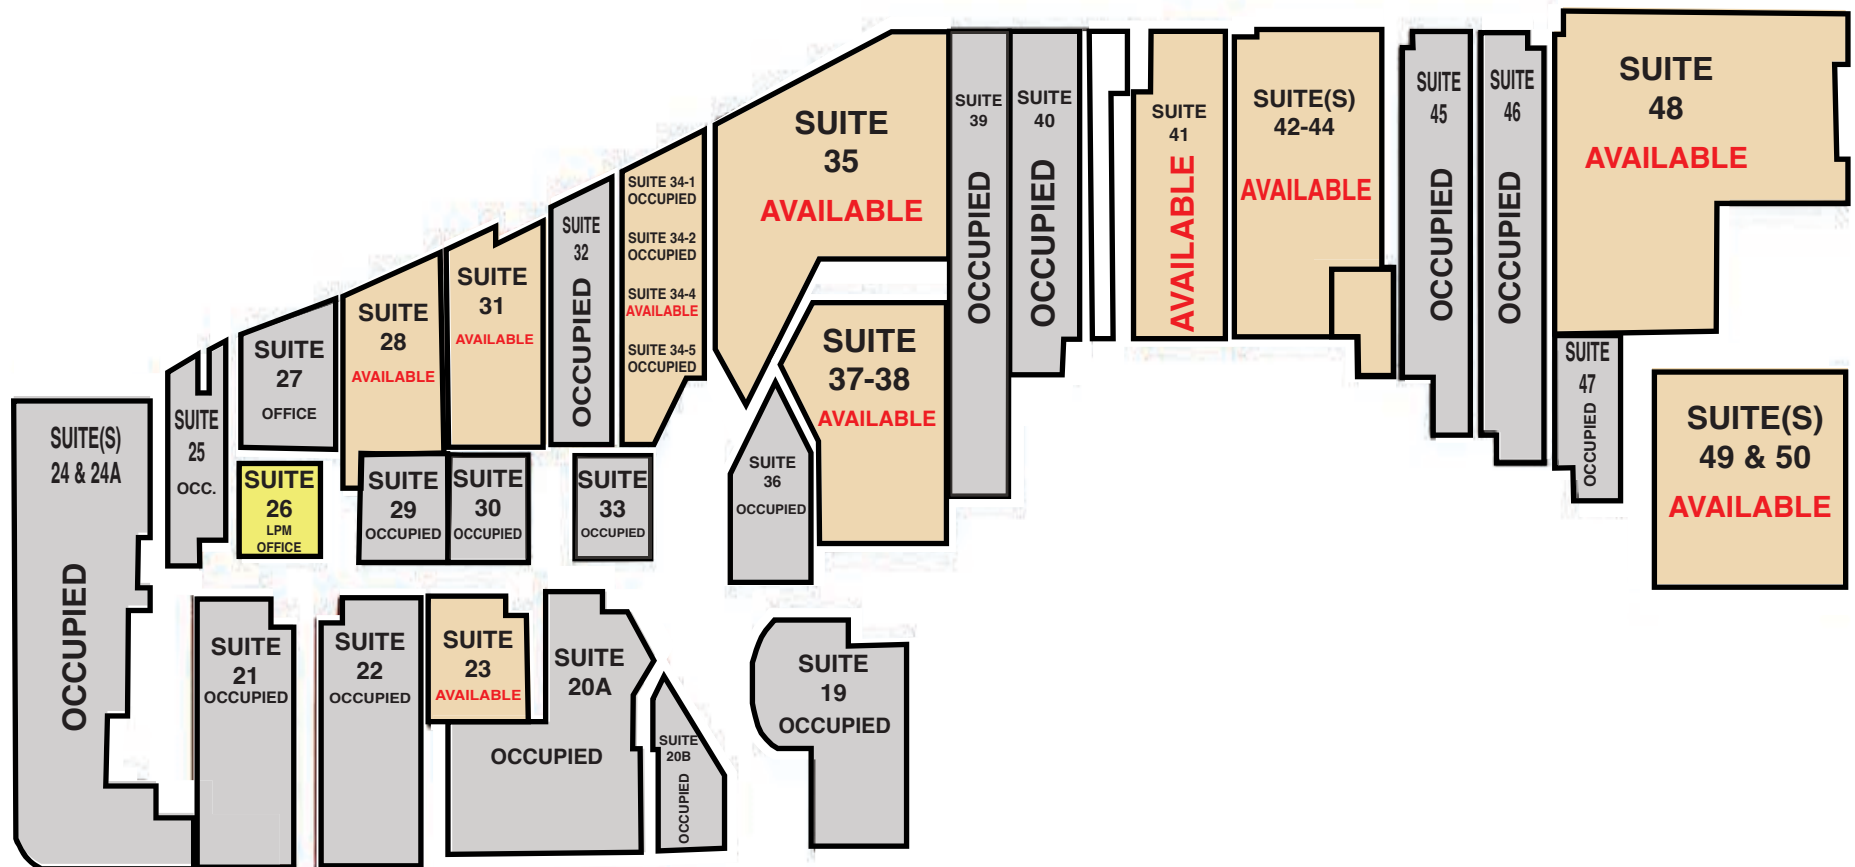 SUITE(S)
24 & 24A
OCCUPIED
SUITE
25
OCC.
SUITE
27
OFFICE
SUITE
26
LPM
OFFICE
SUITE
28
AVAILABLE
SUITE
29
OCCUPIED
SUITE
31
AVAILABLE
SUITE
30
OCCUPIED
SUITE
32
OCCUPIED
SUITE
33
OCCUPIED
SUITE 34-1
OCCUPIED
SUITE 34-2
OCCUPIED
SUITE 34-4
AVAILABLE
SUITE 34-5
OCCUPIED
SUITE
35
AVAILABLE
SUITE
36
OCCUPIED
SUITE
37-38
AVAILABLE
SUITE
39
OCCUPIED
SUITE
40
OCCUPIED
SUITE
41
AVAILABLE
SUITE(S)
42-44
AVAILABLE
SUITE
45
OCCUPIED
SUITE
46
OCCUPIED
SUITE
48
AVAILABLE
SUITE
47
OCCUPIED
SUITE(S)
49 & 50
AVAILABLE
SUITE
21
OCCUPIED
SUITE
22
OCCUPIED
SUITE
23
AVAILABLE
SUITE
20A
OCCUPIED
SUITE
20B
OCCUPIED
SUITE
19
OCCUPIED